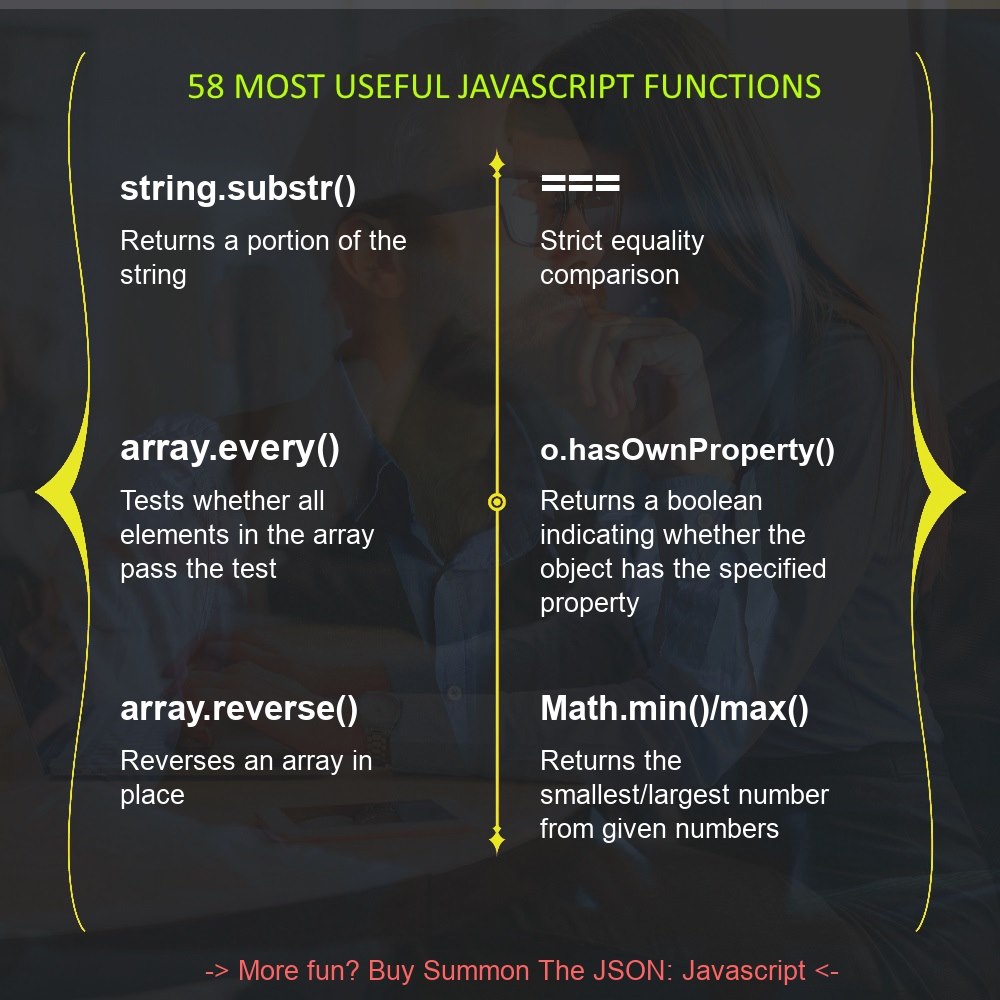 58 MOST USEFUL JAVASCRIPT FUNCTIONS
string.substr()
Returns a portion of the
string
===
Strict equality
comparison
array.every()
Tests whether all
elements in the array
pass the test
o.hasOwnProperty()
Returns a boolean
indicating whether the
object has the specified
property
array.reverse()
Reverses an array in
place
Math.min()/max()
Returns the
smallest/largest number
from given numbers
-> More fun? Buy Summon The JSON: Javascript <-